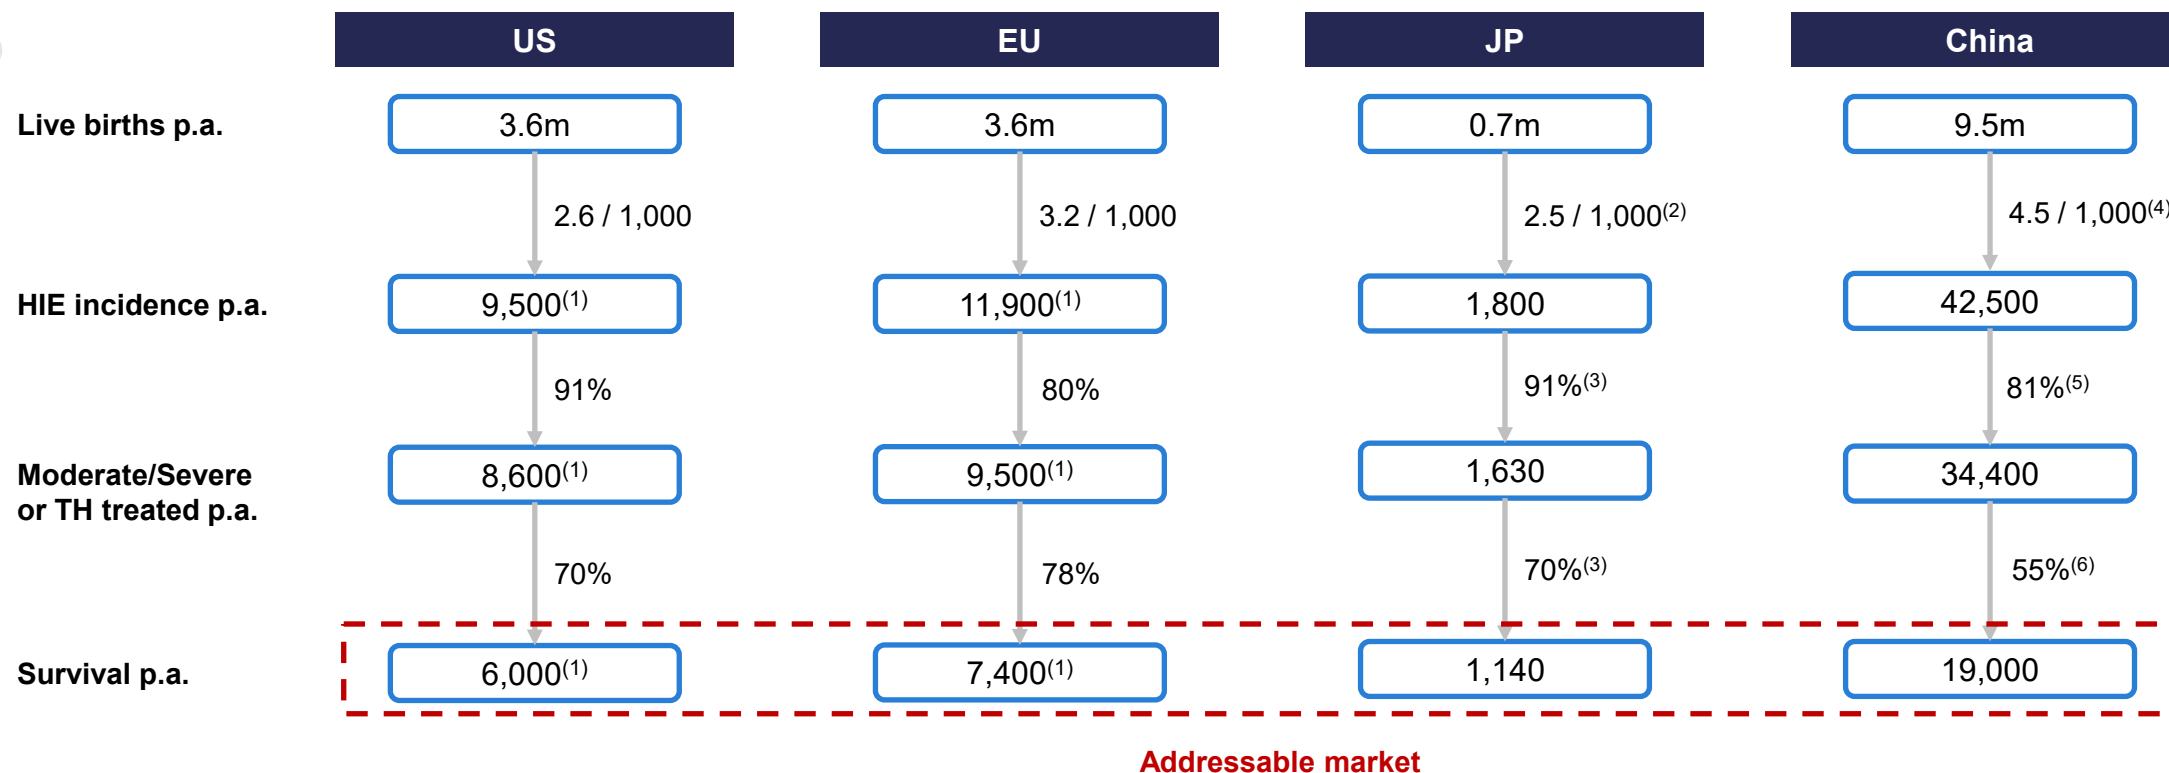 US EU JP China
Live births p.a. 3.6m 3.6m 0.7m 9.5m
2.6 / 1,000 3.2 / 1,000 2.5 / 1,000(2) 4.5 / 1,000(4)
HIE incidence p.a. 9,500(1) 11,900(1) 1,800 42,500
91% 80% 91%(3) 81%(5)
Moderate/Severe
or TH treated p.a. 8,600(1) 9,500(1) 1,630 34,400
70% 78% 70%(3) 55%(6)
Survival p.a. 6,000(1) 7,400(1) 1,140 19,000
Addressable market